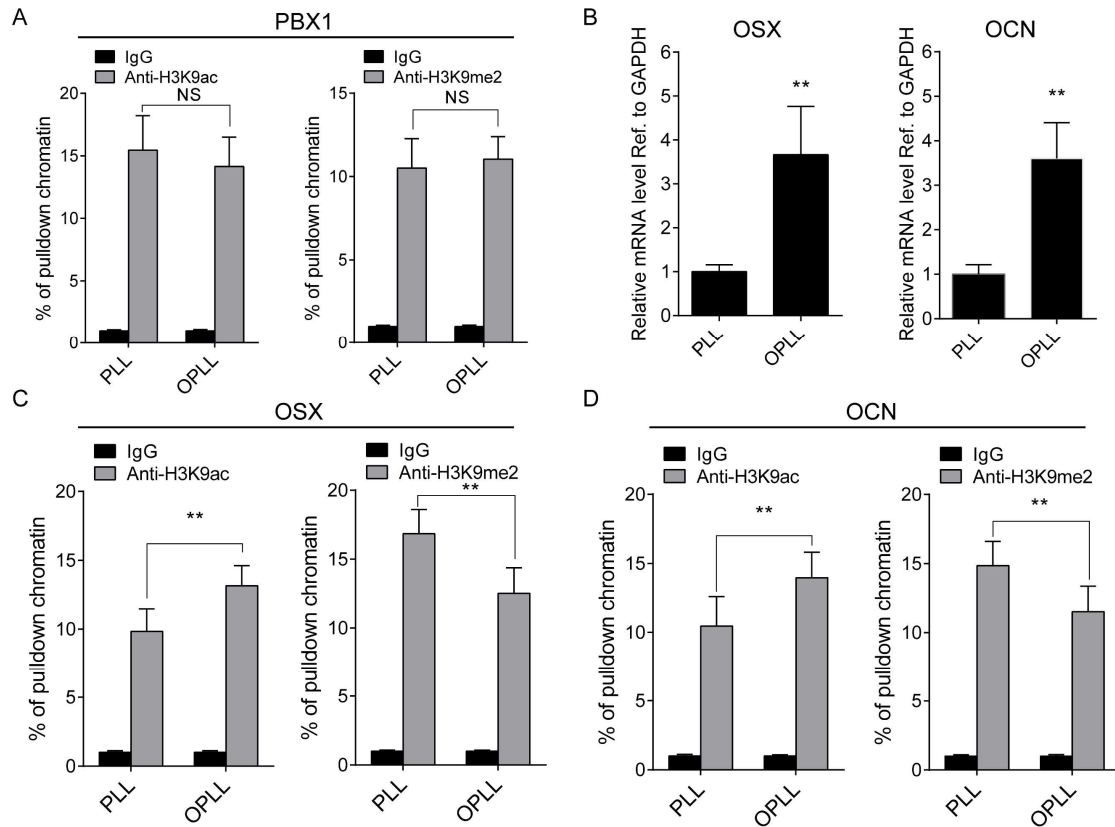 A
PBX1
IgG
Anti-H3K9ac
NS
% of pulldown chromatin
20
15
10
5
0
PLL
OPLL
IgG
Anti-H3K9me2
NS
% of pulldown chromatin
15
10
5
0
PLL
OPLL
B
OSX
**
Relative mRNA level Ref. to GAPDH
6
5
4
3
2
1
0
PLL
OPLL
OCN
**
Relative mRNA level Ref. to GAPDH
6
5
4
3
2
1
0
PLL
OPLL
C
OSX
IgG
Anti-H3K9ac
**
% of pulldown chromatin
20
15
10
5
0
PLL
OPLL
IgG
Anti-H3K9me2
**
% of pulldown chromatin
20
15
10
5
0
PLL
OPLL
D
OCN
IgG
Anti-H3K9ac
**
% of pulldown chromatin
20
15
10
5
0
PLL
OPLL
IgG
Anti-H3K9me2
**
% of pulldown chromatin
20
15
10
5
0
PLL
OPLL